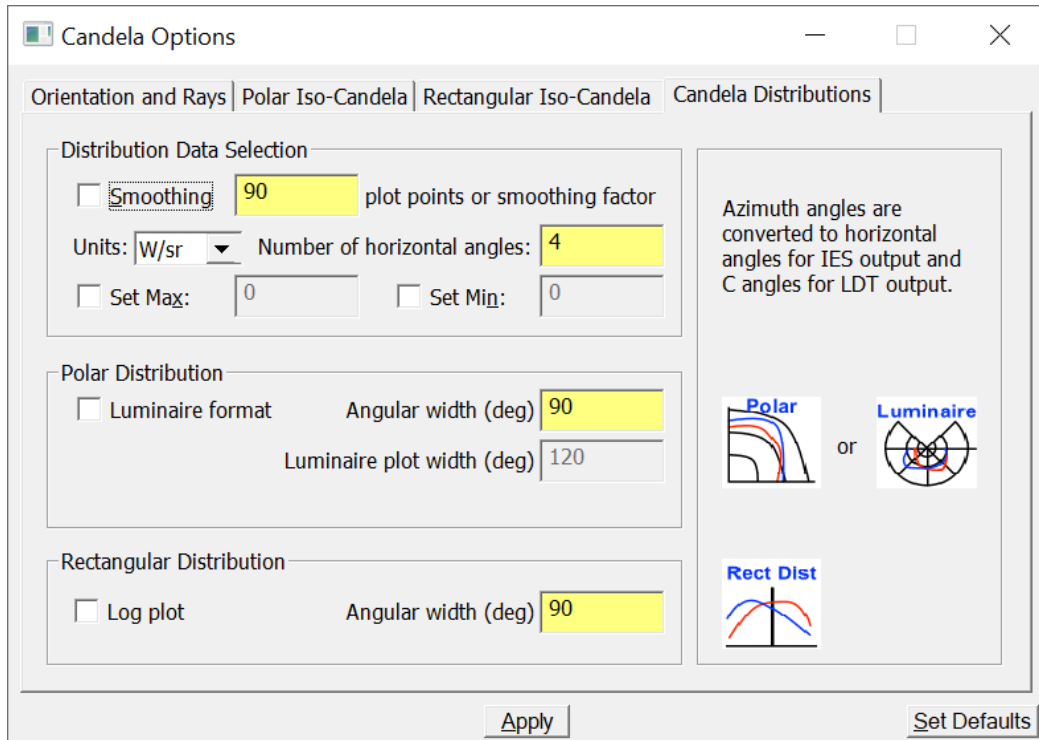 Candela Options
Orientation and Rays Polar Iso-Candela Rectangular Iso-Candela Candela Distributions
Distribution Data Selection
Smoothing 90 plot points or smoothing factor
Units: W/sr Number of horizontal angles: 4
Set Max: 0 Set Min: 0
Azimuth angles are
converted to horizontal
angles for IES output and
C angles for LDT output.
Polar Distribution
Luminaire format Angular width (deg) 90
Luminaire plot width (deg) 120
Polar or Luminaire
Rectangular Distribution
Log plot Angular width (deg) 90
Rect Dist
Apply Set Defaults